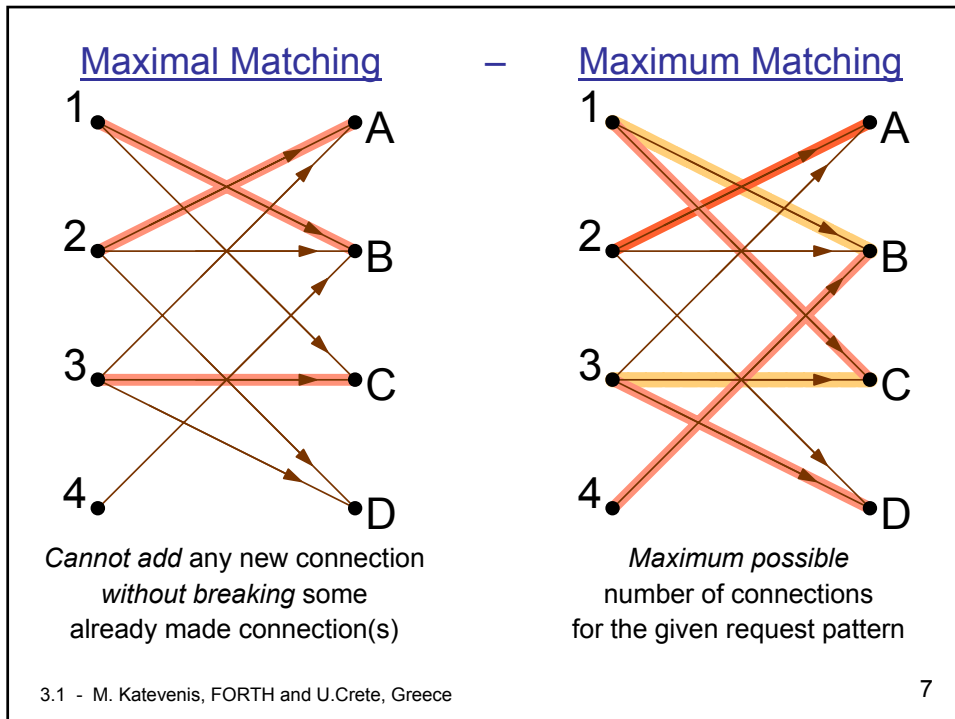 Maximal Matching – Maximum Matching
1 A
2 B
3 C
4 D
1 A
2 B
3 C
4 D
Cannot add any new connection
without breaking some
already made connection(s)
Maximum possible
number of connections
for the given request pattern
3.1 - M. Katevenis, FORTH and U.Crete, Greece
7